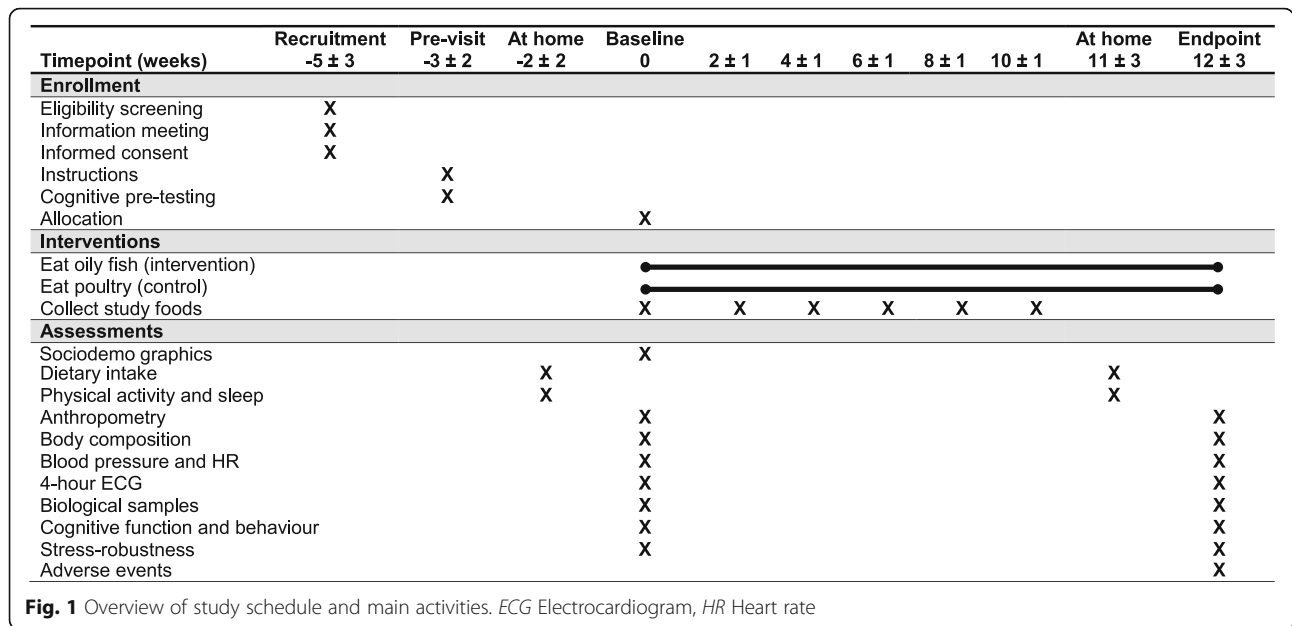 Recruitment Pre-visit At home Baseline At home Endpoint
Timepoint (weeks) -5 ± 3 -3 ± 2 -2 ± 2 0 2 ± 1 4 ± 1 6 ± 1 8 ± 1 10 ± 1 11 ± 3 12 ± 3
Enrollment
Eligibility screening X
Information meeting X
Informed consent X
Instructions X
Cognitive pre-testing X
Allocation X
Interventions
Eat oily fish (intervention)
Eat poultry (control)
Collect study foods X X X X X X
Assessments
Sociodemo graphics X
Dietary intake X X
Physical activity and sleep X X
Anthropometry X X
Body composition X X
Blood pressure and HR X X
4-hour ECG X X
Biological samples X X
Cognitive function and behaviour X X
Stress-robustness X X
Adverse events X
Fig. 1 Overview of study schedule and main activities. ECG Electrocardiogram, HR Heart rate